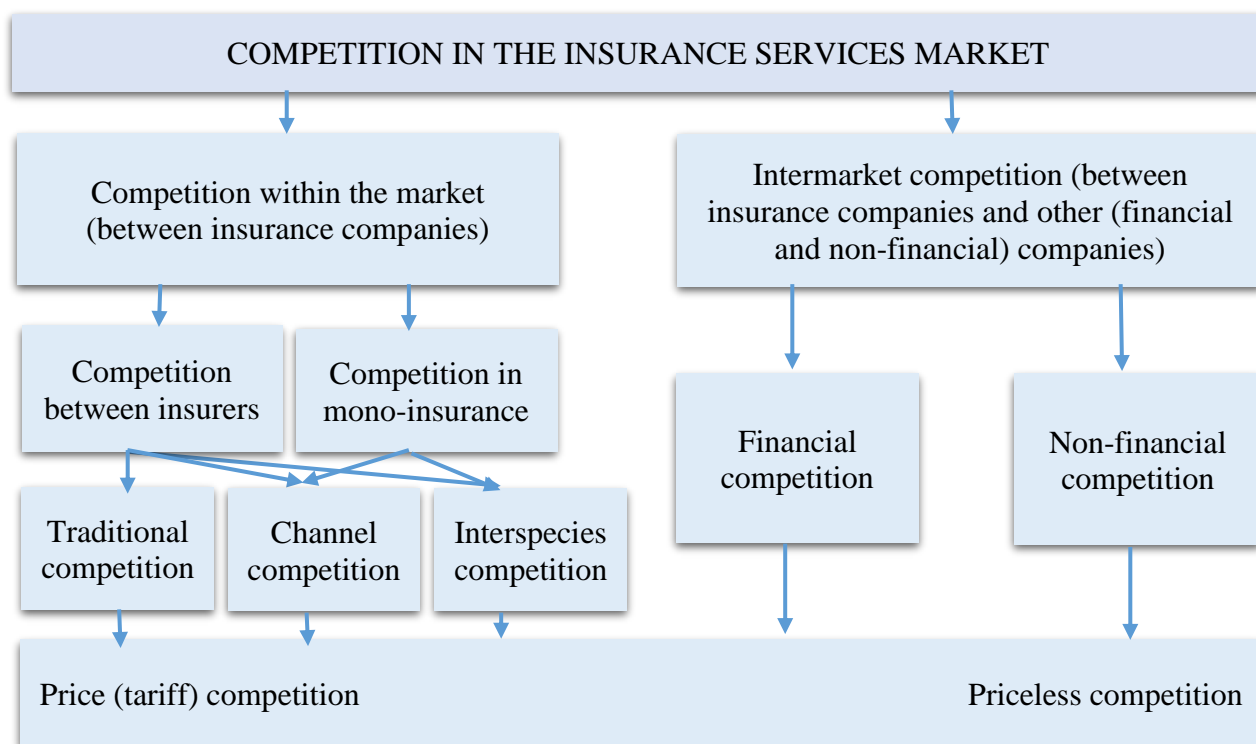 COMPETITION IN THE INSURANCE SERVICES MARKET
Competition within the market
(between insurance companies)
Intermarket competition (between
insurance companies and other (financial
and non-financial) companies)
Competition
between insurers
Competition in
mono-insurance
Financial
competition
Non-financial
competition
Traditional
competition
Channel
competition
Interspecies
competition
Price (tariff) competition
Priceless competition